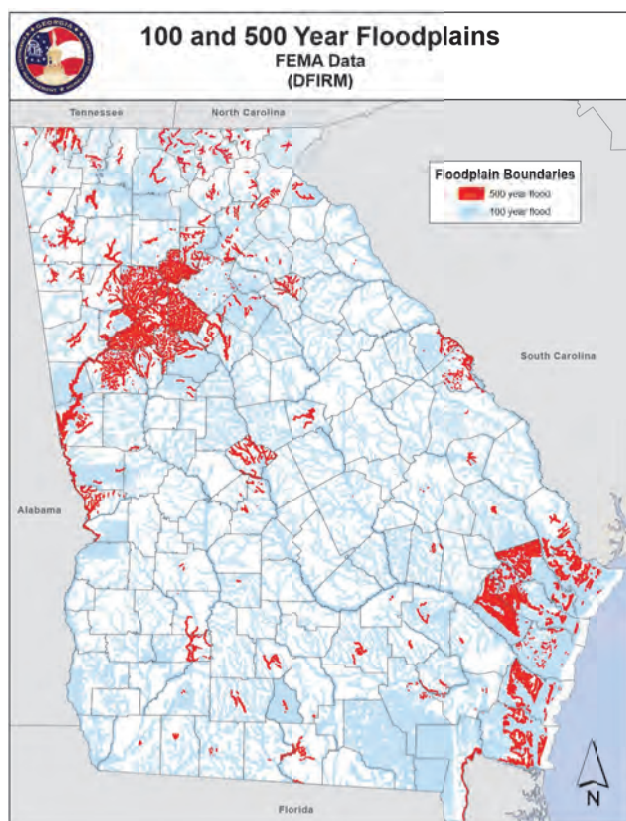 GEORGIA
100 and 500 Year Floodplains
FEMA Data
(DFIRM)
Tennessee
North Carolina
Floodplain Boundaries
500 year flood
100 year flood
South Carolina
Alabama
Florida
N